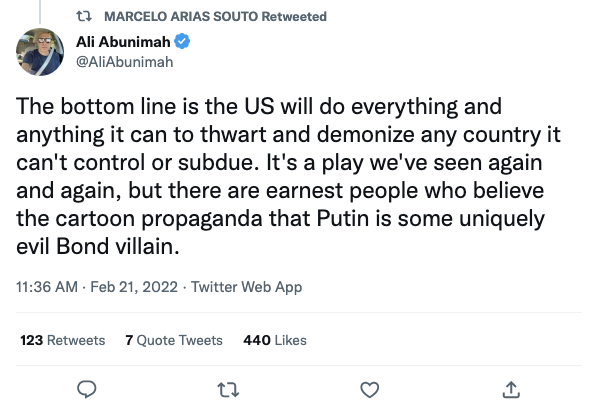 MARCELO ARIAS SOUTO Retweeted
Ali Abunimah
@AliAbunimah
The bottom line is the US will do everything and
anything it can to thwart and demonize any country it
can't control or subdue. It's a play we've seen again
and again, but there are earnest people who believe
the cartoon propaganda that Putin is some uniquely
evil Bond villain.
11:36 AM · Feb 21, 2022 · Twitter Web App
123 Retweets 7 Quote Tweets 440 Likes